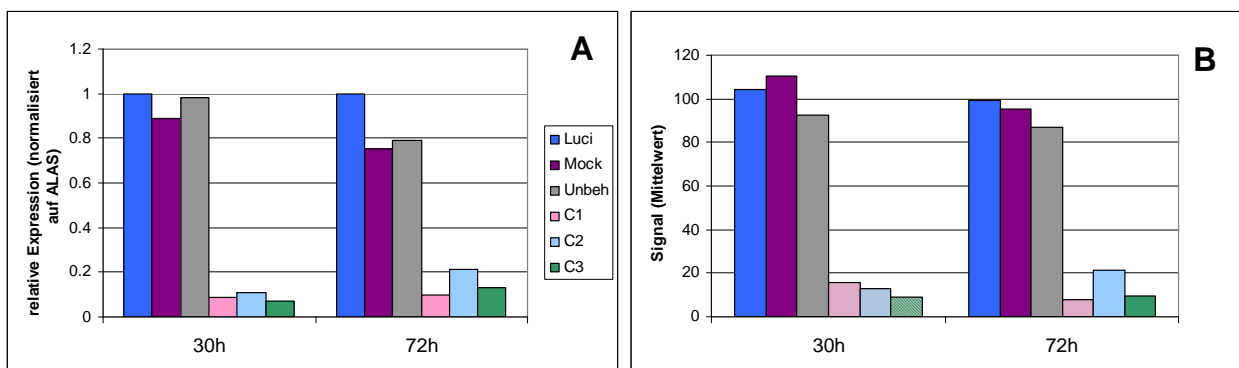 A
relative Expression (normalisiert
auf ALAS)
1.2
1
0.8
0.6
0.4
0.2
0
30h
72h
Luci
Mock
Unbeh
C1
C2
C3
B
Signal (Mittelwert)
120
100
80
60
40
20
0
30h
72h